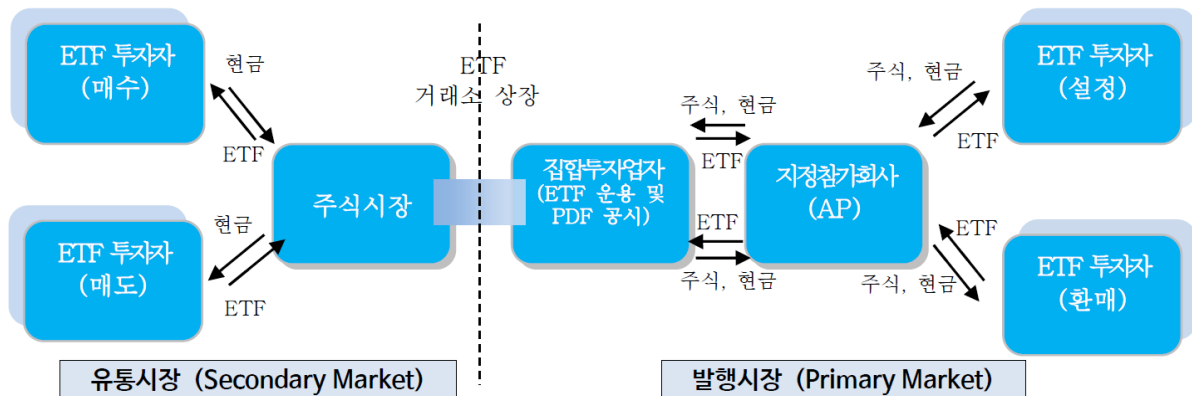 ETF 투자자
(매수)
현금
ETF
ETF 투자자
(매도)
현금
ETF
주식시장
ETF
거래소 상장
집합투자업자
(ETF 운용 및
PDF 공시)
주식, 현금
ETF
ETF
주식, 현금
지정참가회사
(AP)
주식, 현금
ETF
ETF 투자자
(설정)
ETF
주식, 현금
ETF 투자자
(환매)
유통시장 (Secondary Market)
발행시장 (Primary Market)